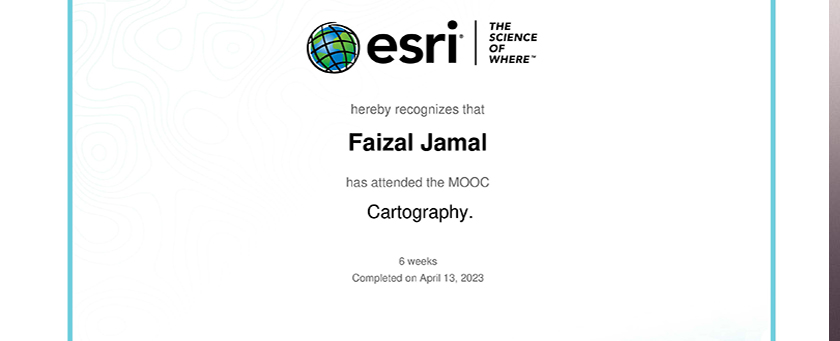 esri®
THE
SCIENCE
OF
WHERE™
hereby recognizes that
Faizal Jamal
has attended the MOOC
Cartography.
6 weeks
Completed on April 13, 2023